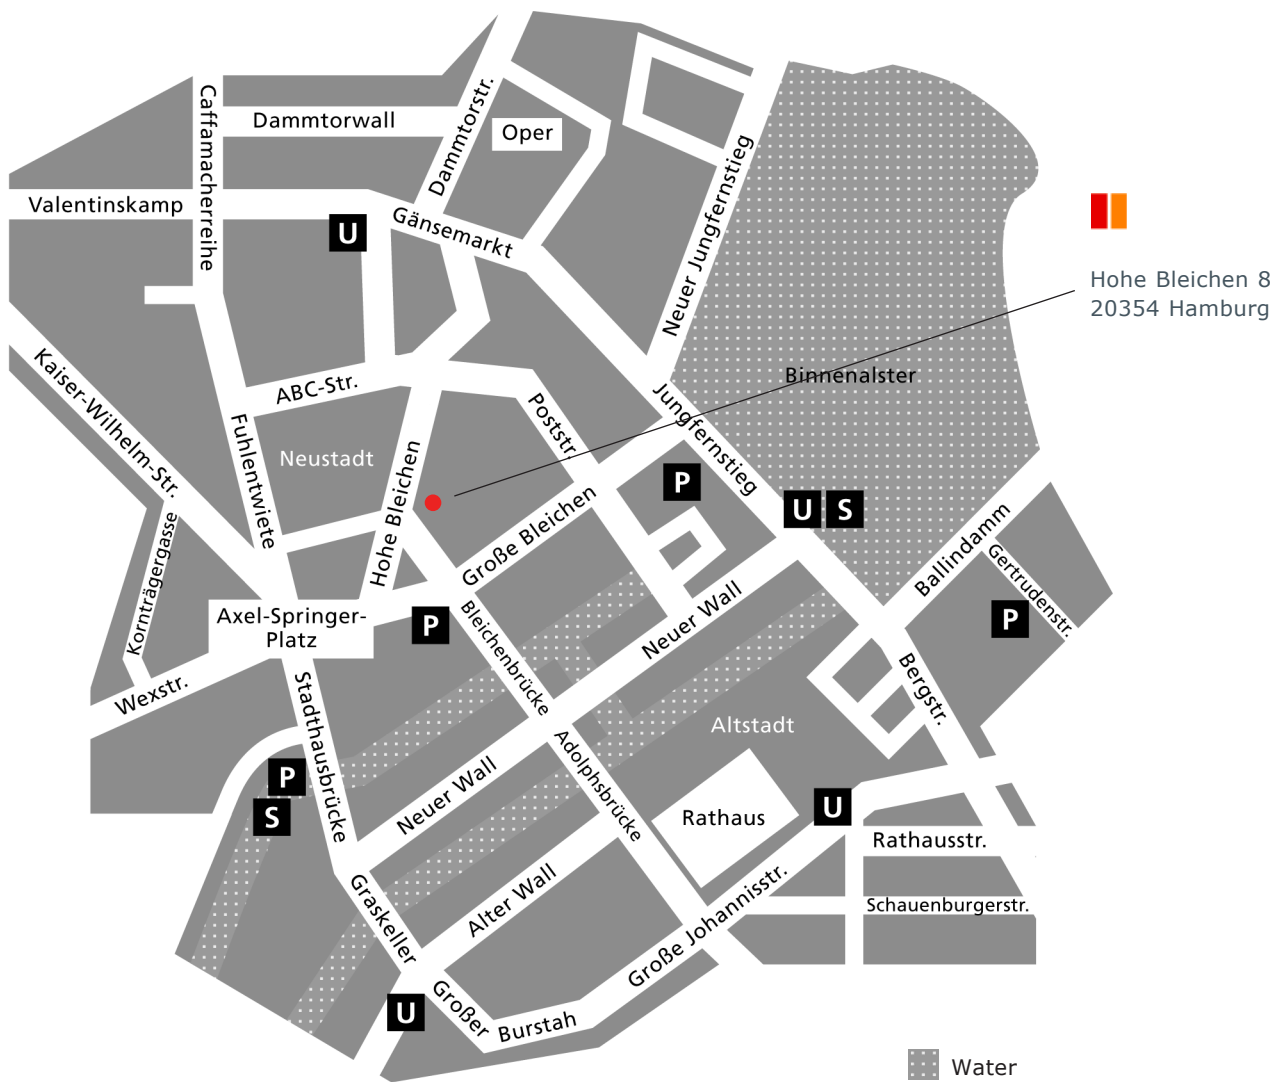 Caffamacherreihe
Dammtorwall
Dammtorstr.
Oper
Valentinskamp
U
Gänsemarkt
Neuer Jungfernstieg
Hohe Bleichen 8
20354 Hamburg
Kaiser-Wilhelm-Str.
ABC-Str.
Binnenalster
Fuhlentwiete
Neustadt
Poststr.
Jungfernstieg
Hohe Bleichen
P
U
S
Große Bleichen
Kornträgergasse
Ballindamm
Gertrudenstr.
P
Axel-Springer-
Platz
P
Bleichenbrücke
Neuer Wall
Wexstr.
Stadthausbrücke
Bergstr.
Altstadt
P
S
Neuer Wall
Adolphsbrücke
Rathaus
U
Rathausstr.
Graskeller
Alter Wall
Große Johannisstr.
Schauenburgerstr.
U
Großer
Burstah
Water